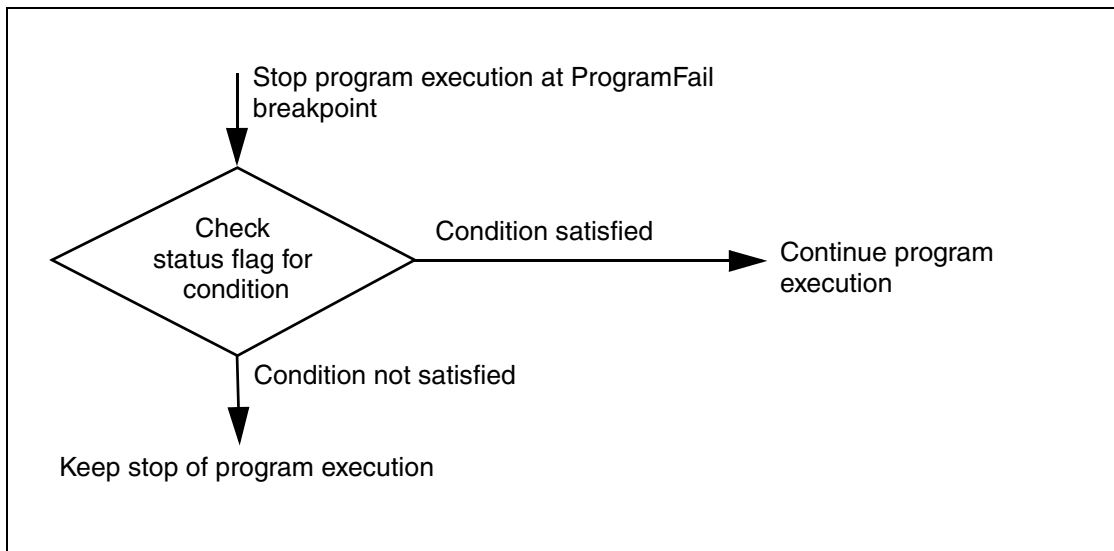 Stop program execution at ProgramFail
breakpoint
Check
status flag for
condition
Condition satisfied
Continue program
execution
Condition not satisfied
Keep stop of program execution